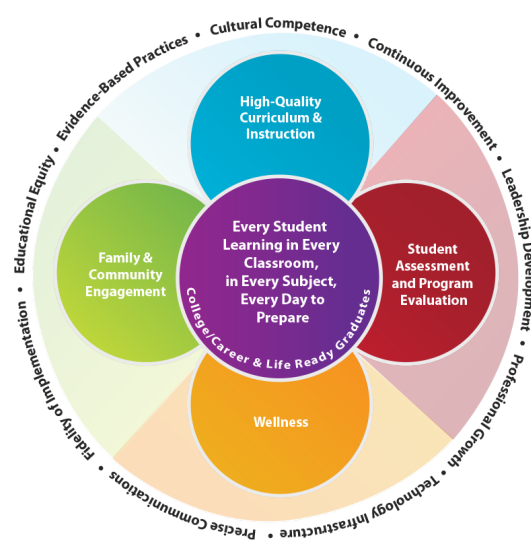 Educational Equity • Evidence-Based Practices • Cultural Competence • Continuous Improvement • Leadership Development • Professional Growth • Technology Infrastructure • Precise Communications • Fidelity of Implementation •
High-Quality
Curriculum &
Instruction
Family &
Community
Engagement
Every Student
Learning in Every
Classroom,
in Every Subject,
Every Day to
Prepare
College/Career & Life Ready Graduates
Student
Assessment
and Program
Evaluation
Wellness